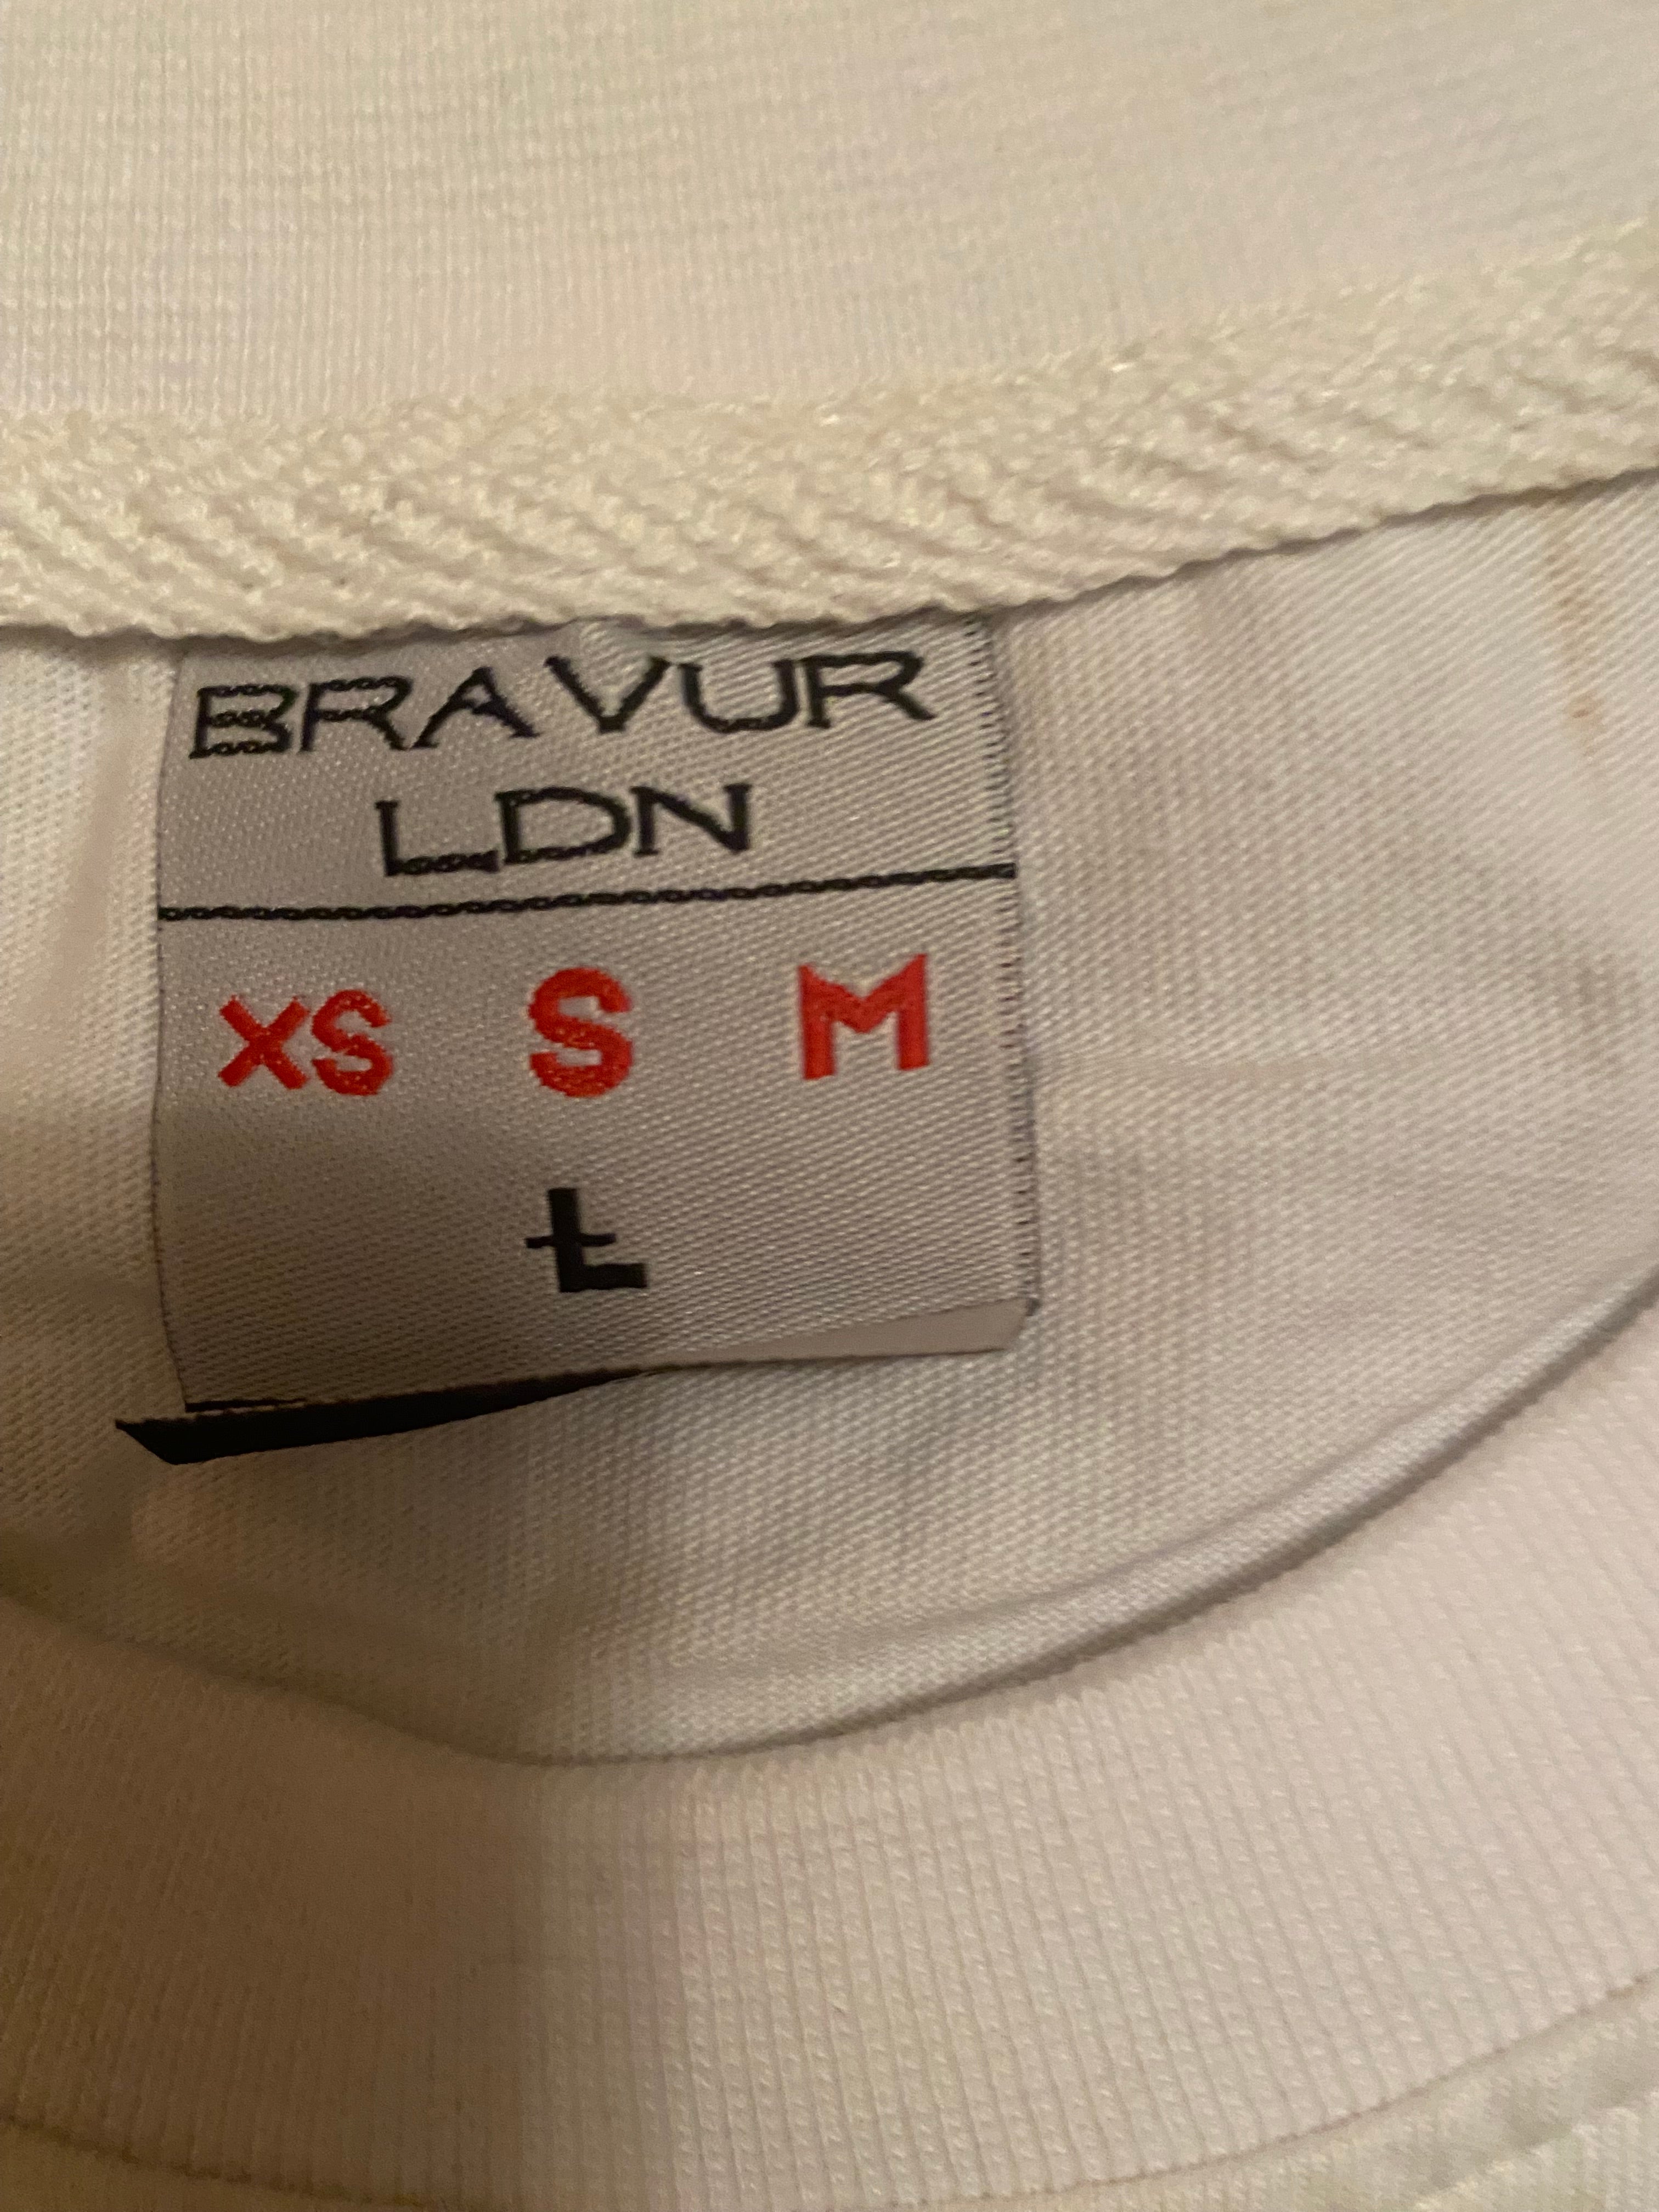 BRAVUR
LDN
XS S M
Ł